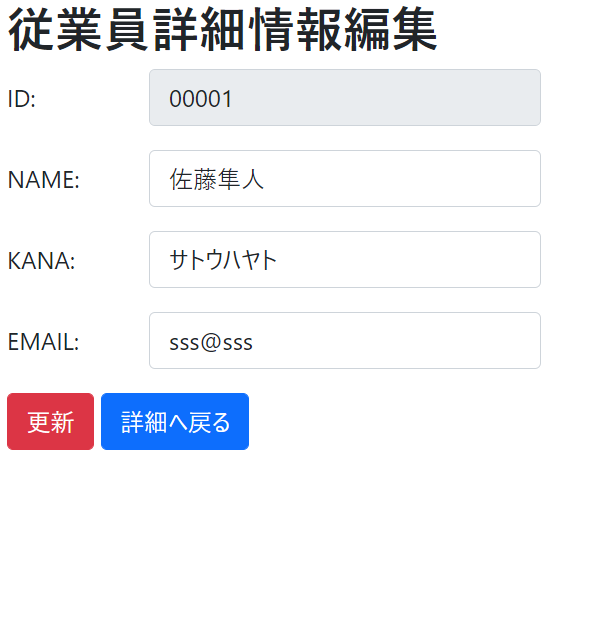 従業員詳細情報編集
ID: 00001
NAME: 佐藤隼人
KANA: サトウハヤト
EMAIL: sss@sss
更新 詳細へ戻る